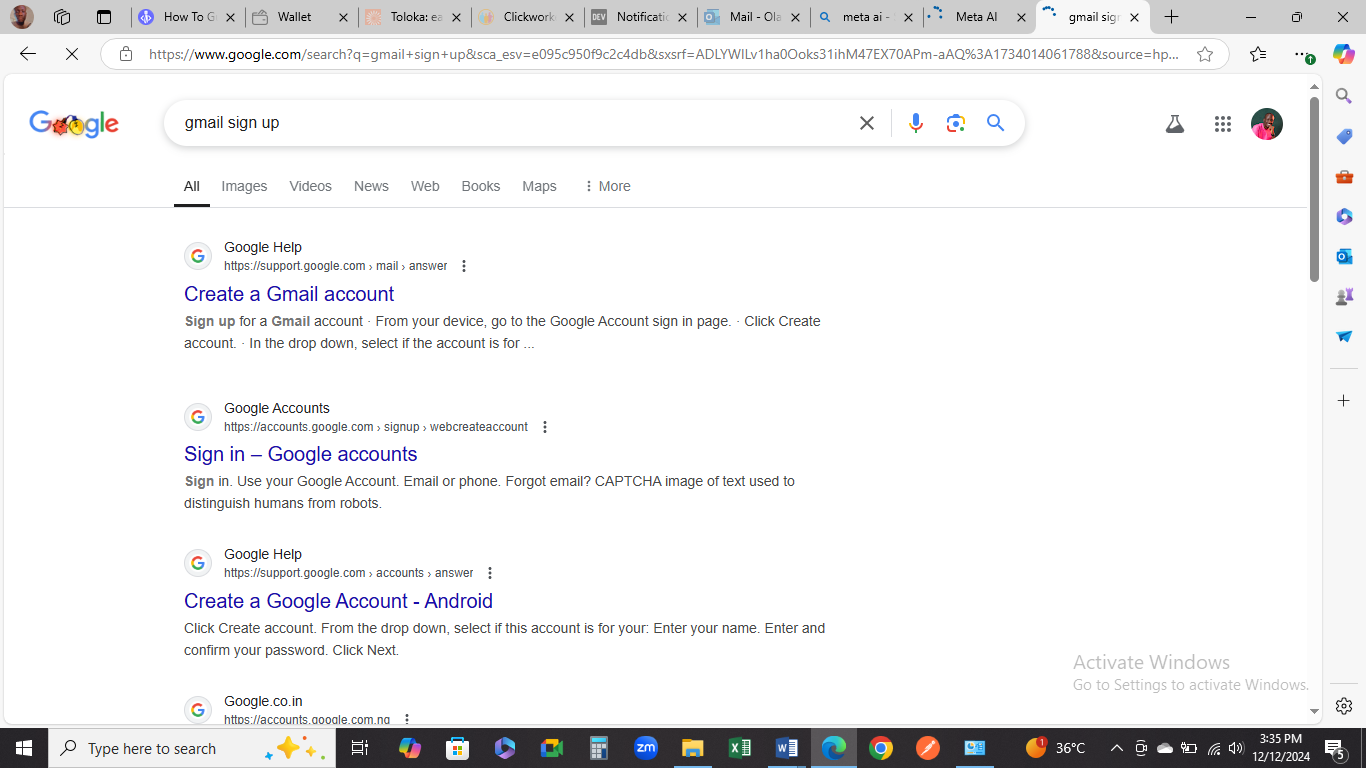 How To G
Wallet
Toloka: ea
Clickwork
DEV
Notificatio
Mail - Ola
meta ai -
Meta AI
gmail sign
https://www.google.com/search?q=gmail+sign+up&sca_esv=e095c950f9c2c4db&sxsrf=ADLYWILv1ha0Ooks31ihM47EX70APm-aAQ%3A1734014061788&source=hp...
Google
gmail sign up
All Images Videos News Web Books Maps More
Google Help
https://support.google.com › mail › answer
Create a Gmail account
Sign up for a Gmail account · From your device, go to the Google Account sign in page. · Click Create
account. · In the drop down, select if the account is for ...
Google Accounts
https://accounts.google.com › signup › webcreateaccount
Sign in – Google accounts
Sign in. Use your Google Account. Email or phone. Forgot email? CAPTCHA image of text used to
distinguish humans from robots.
Google Help
https://support.google.com › accounts › answer
Create a Google Account - Android
Click Create account. From the drop down, select if this account is for your: Enter your name. Enter and
confirm your password. Click Next.
Google.co.in
https://accounts.google.com.ng
Activate Windows
Go to Settings to activate Windows.
Type here to search
zm
1
36°C
3:35 PM
12/12/2024
5